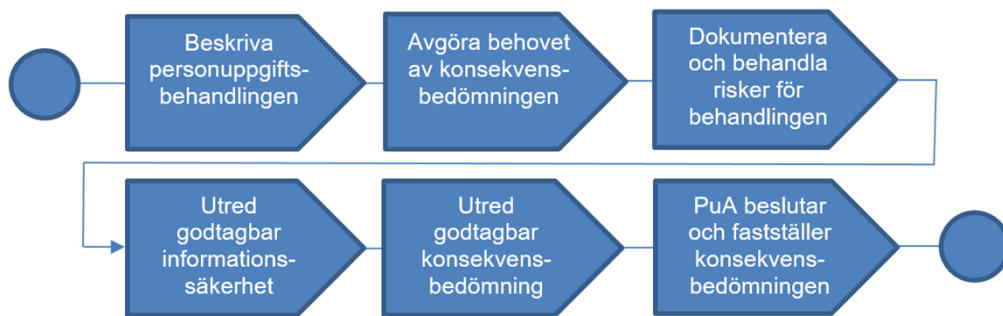 Beskriva
personuppgifts-
behandlingen
Avgöra behovet
av konsekvens-
bedömningen
Dokumentera
och behandla
risker för
behandlingen
Utred
godtagbar
informations-
säkerhet
Utred
godtagbar
konsekvens-
bedömning
PuA beslutar
och fastställer
konsekvens-
bedömningen